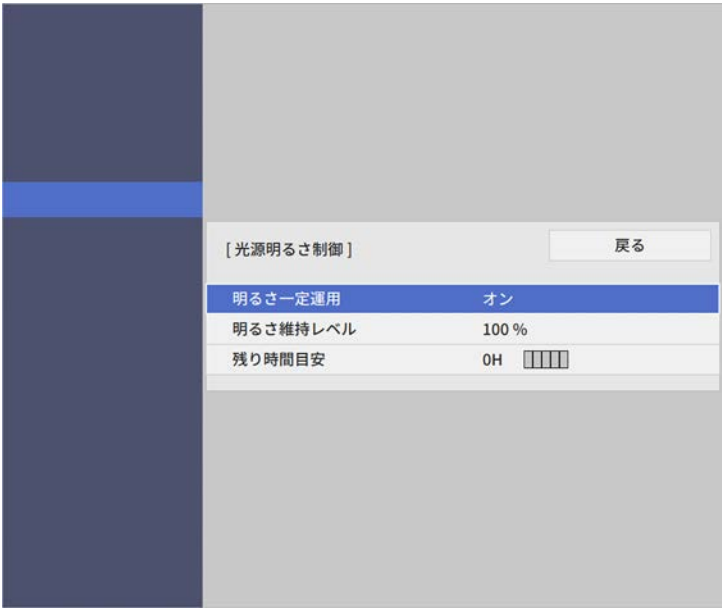 [ 光源明るさ制御 ]
戻る
明るさ一定運用 オン
明るさ維持レベル 100 %
残り時間目安 0H